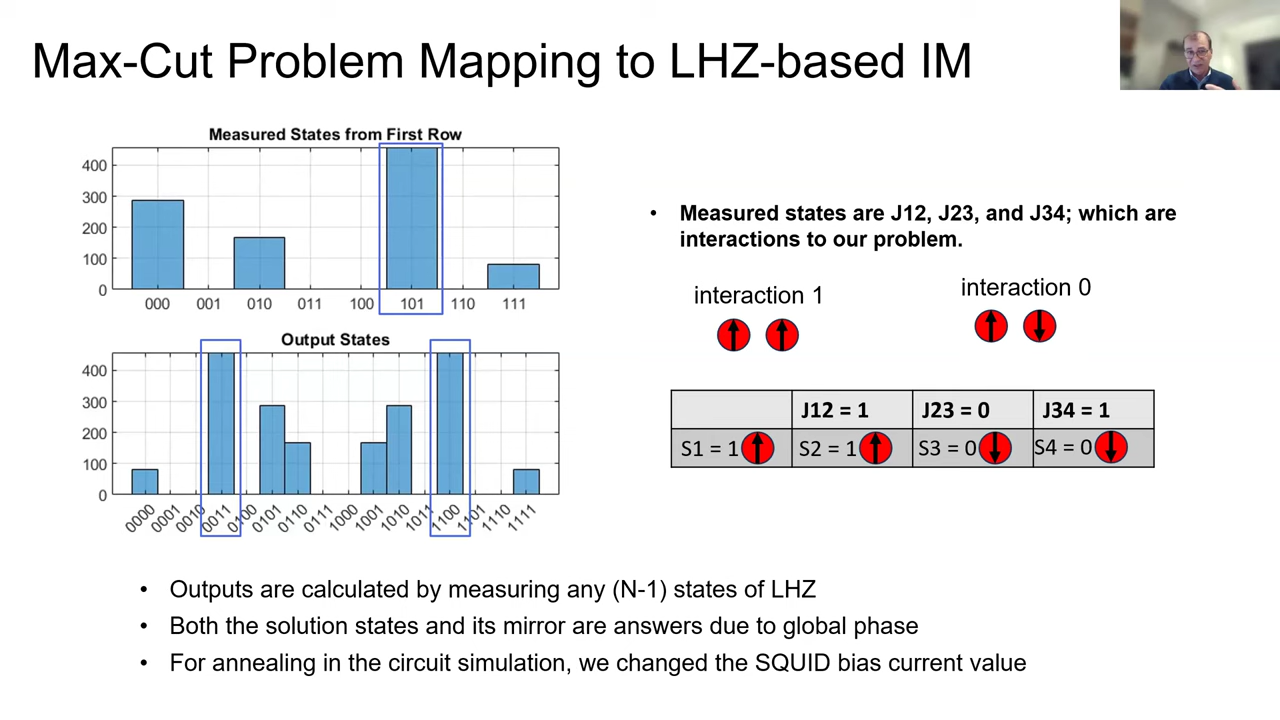 Max-Cut Problem Mapping to LHZ-based IM
Measured States from First Row
400
300
200
100
0
000 001 010 011 100 101 110 111
Output States
400
300
200
100
0
0000 0001 0010 0011 0100 0101 0110 0111 1000 1001 1010 1011 1100 1101 1110 1111
• Measured states are J12, J23, and J34; which are
interactions to our problem.
interaction 1
interaction 0
J12 = 1 J23 = 0 J34 = 1
S1 = 1 S2 = 1 S3 = 0 S4 = 0
• Outputs are calculated by measuring any (N-1) states of LHZ
• Both the solution states and its mirror are answers due to global phase
• For annealing in the circuit simulation, we changed the SQUID bias current value